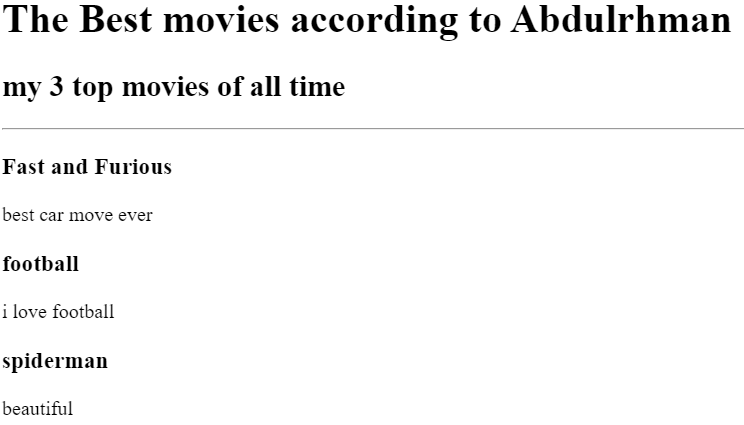 The Best movies according to Abdulrhman
my 3 top movies of all time
Fast and Furious
best car move ever
football
i love football
spiderman
beautiful